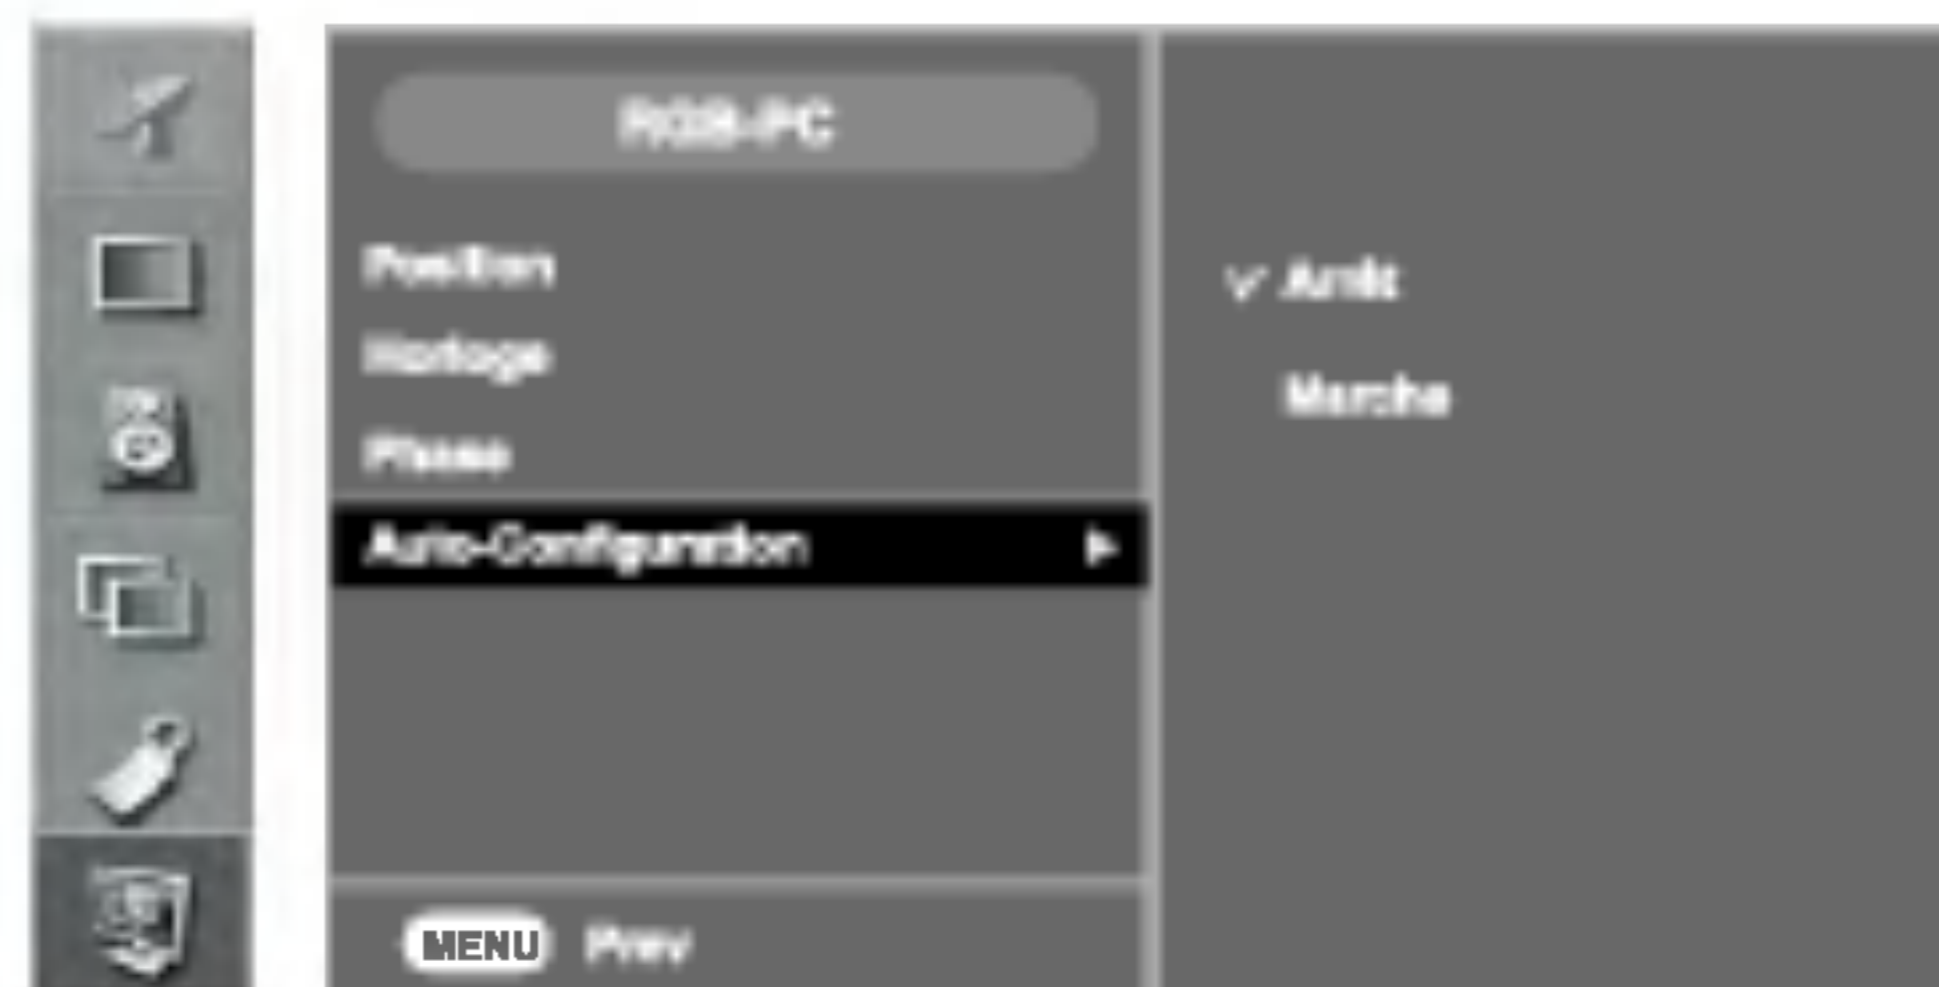 RGB-PC
Position
Horloge
Phase
Auto-Configuration
Arrêt
Marche
MENU Prev